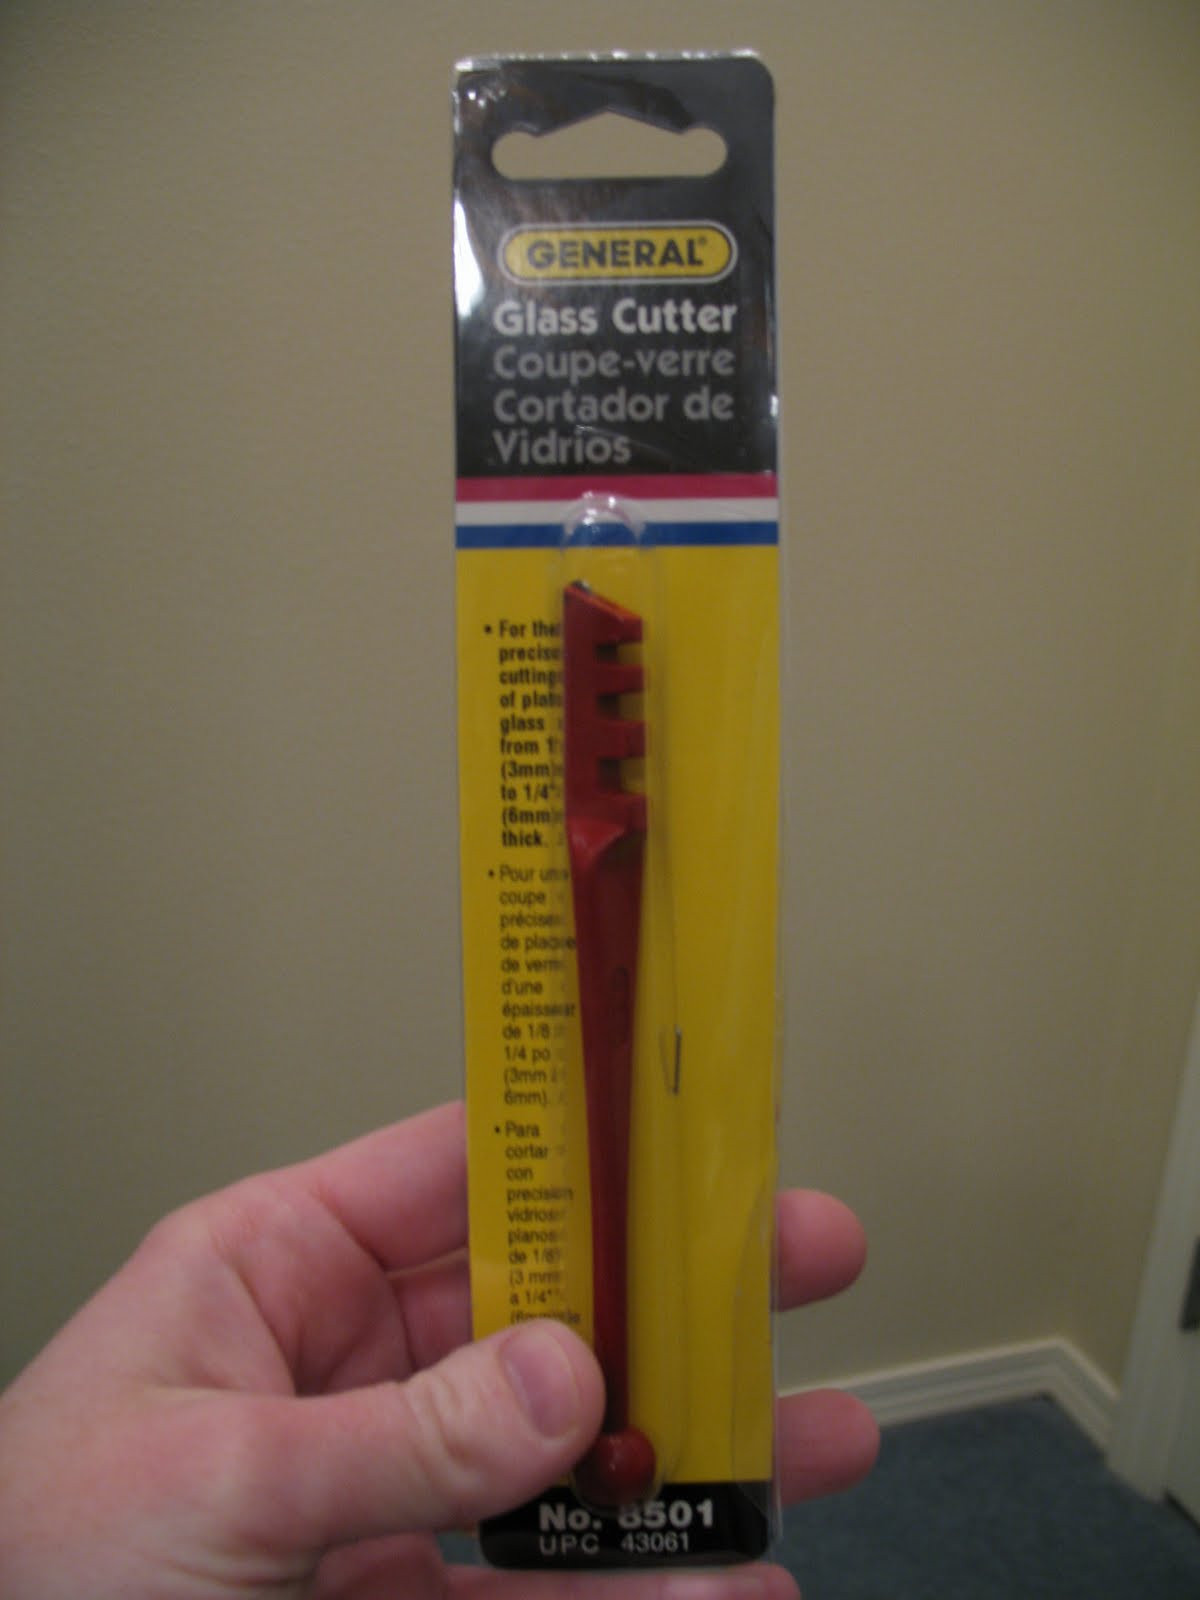 GENERAL®
Glass Cutter
Coupe-verre
Cortador de
Vidrios
• For the
precise
cutting
of plate
glass
from
(3mm)
to 1/4"
(6mm)
thick.
• Pour une
coupe
précise
de plaque
de verre
d'une
épaisseur
de 1/8
1/4 po
(3mm à
6mm).
• Para
cortar
con
precisión
vidrios
planos
de 1/8"
(3 mm)
a 1/4"
No. 8501
UPC 43061